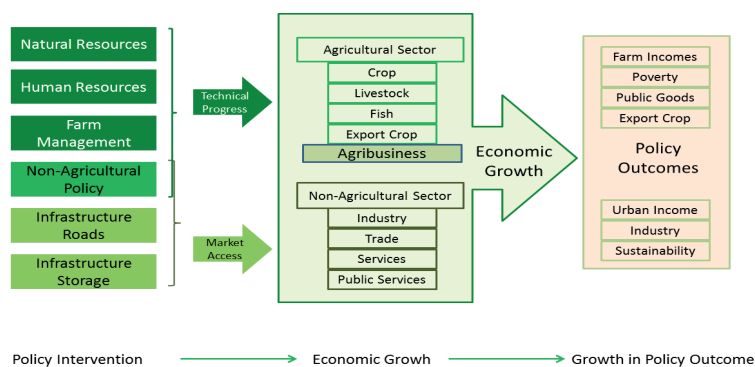 Natural Resources
Human Resources
Farm
Management
Non-Agricultural
Policy
Infrastructure
Roads
Infrastructure
Storage
Technical
Progress
Market
Access
Agricultural Sector
Crop
Livestock
Fish
Export Crop
Agribusiness
Non-Agricultural Sector
Industry
Trade
Services
Public Services
Economic
Growth
Farm Incomes
Poverty
Public Goods
Export Crop
Policy
Outcomes
Urban Income
Industry
Sustainability
Policy Intervention
Economic Growh
Growth in Policy Outcome